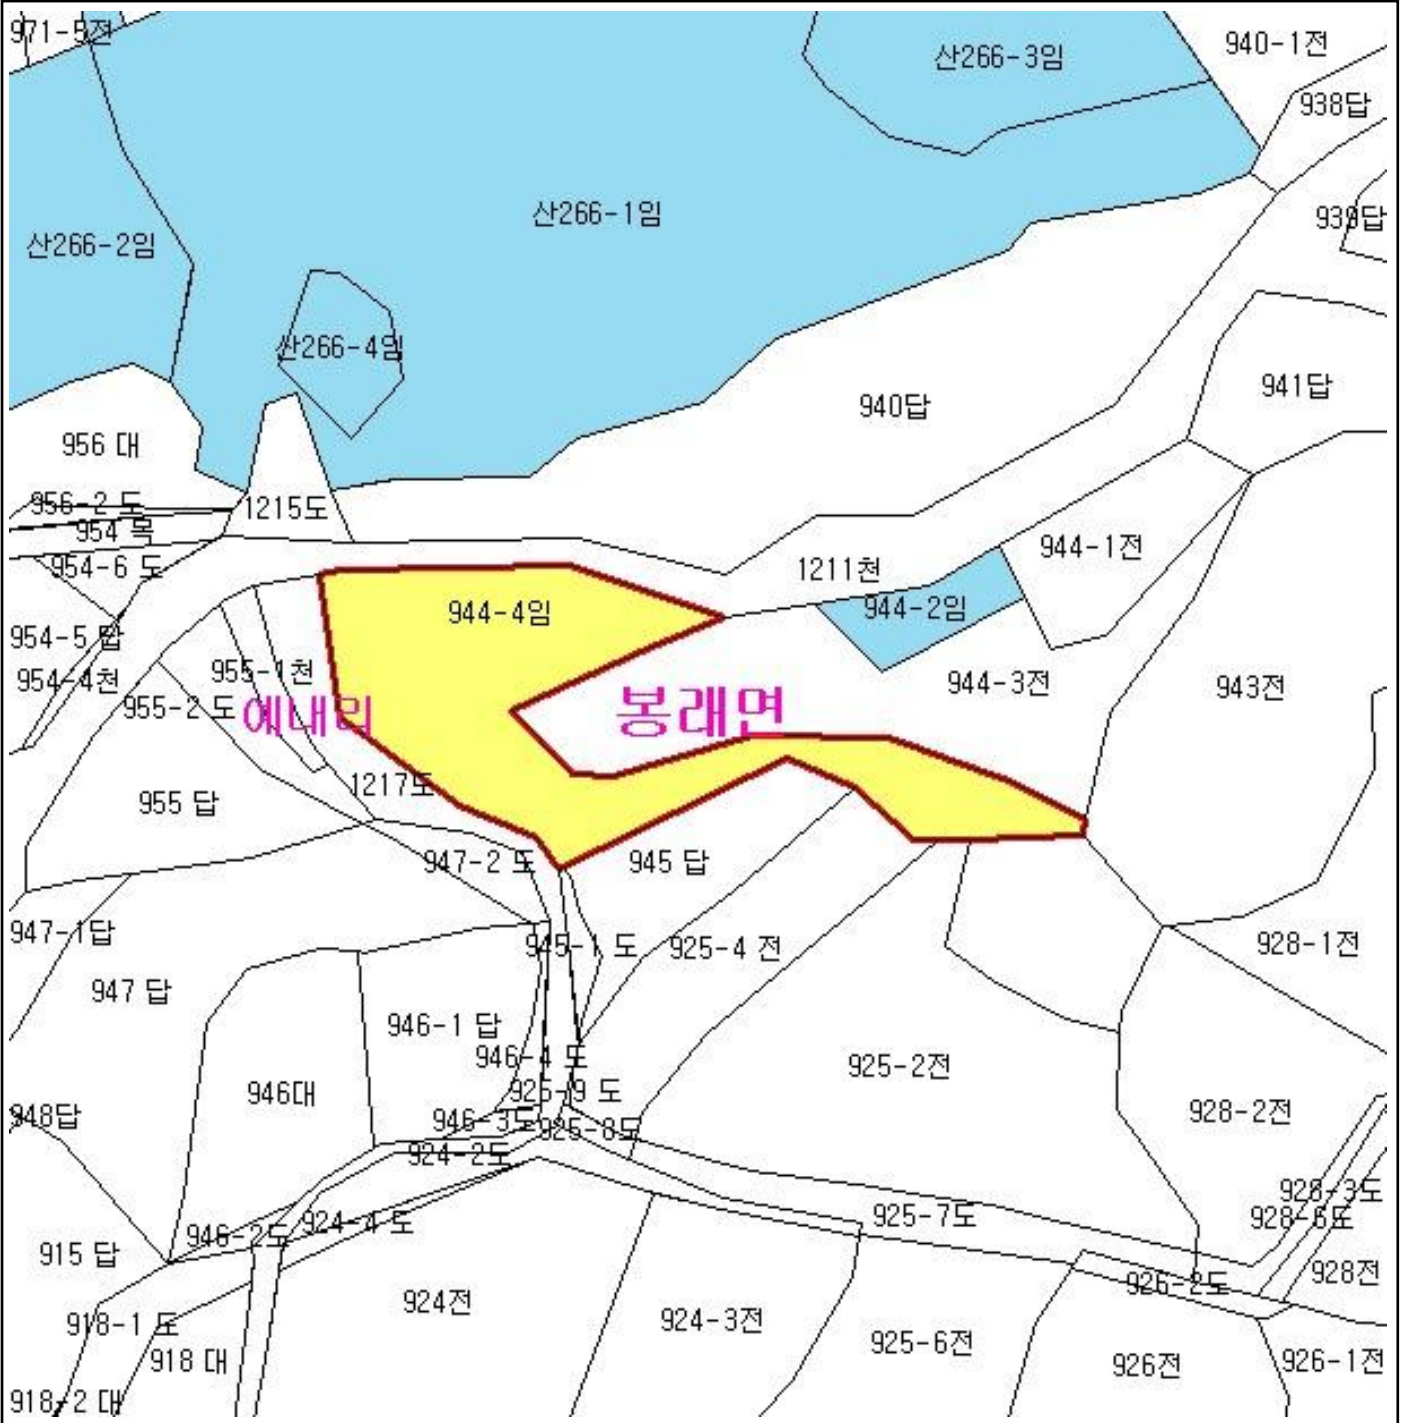 971-5전
940-1전
산266-3임
938답
산266-1임
939답
산266-2임
산266-4임
941답
940답
956 대
956-2 도
1215도
954 목
944-1전
954-6 도
1211천
944-4임
944-2임
954-5 답
955-1천
954-4천
944-3전
943전
955-2 도
예내리
봉래면
1217도
955 답
947-2 도
945 답
947-1답
945-1 도
925-4 전
928-1전
947 답
946-1 답
946-4 도
925-2전
946대
925-9 도
948답
946-3도
925-8도
928-2전
924-2도
928-3도
946-2도
924-4 도
925-7도
928-6도
915 답
928전
926-2도
924전
918-1 도
924-3전
925-6전
918 대
926전
926-1전
918-2 대